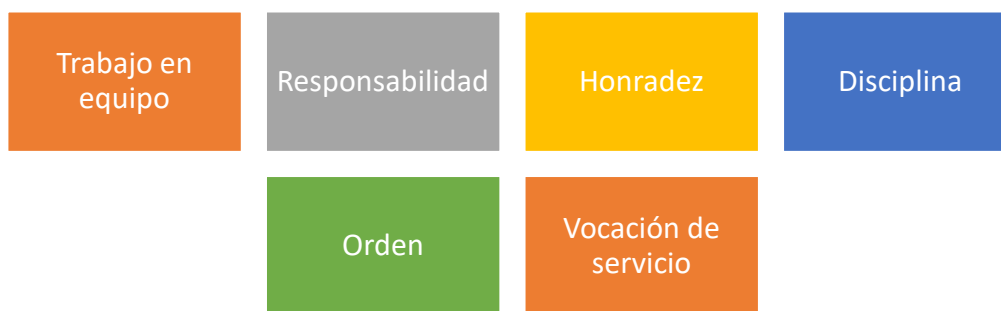 Trabajo en
equipo
Responsabilidad
Honradez
Disciplina
Orden
Vocación de
servicio